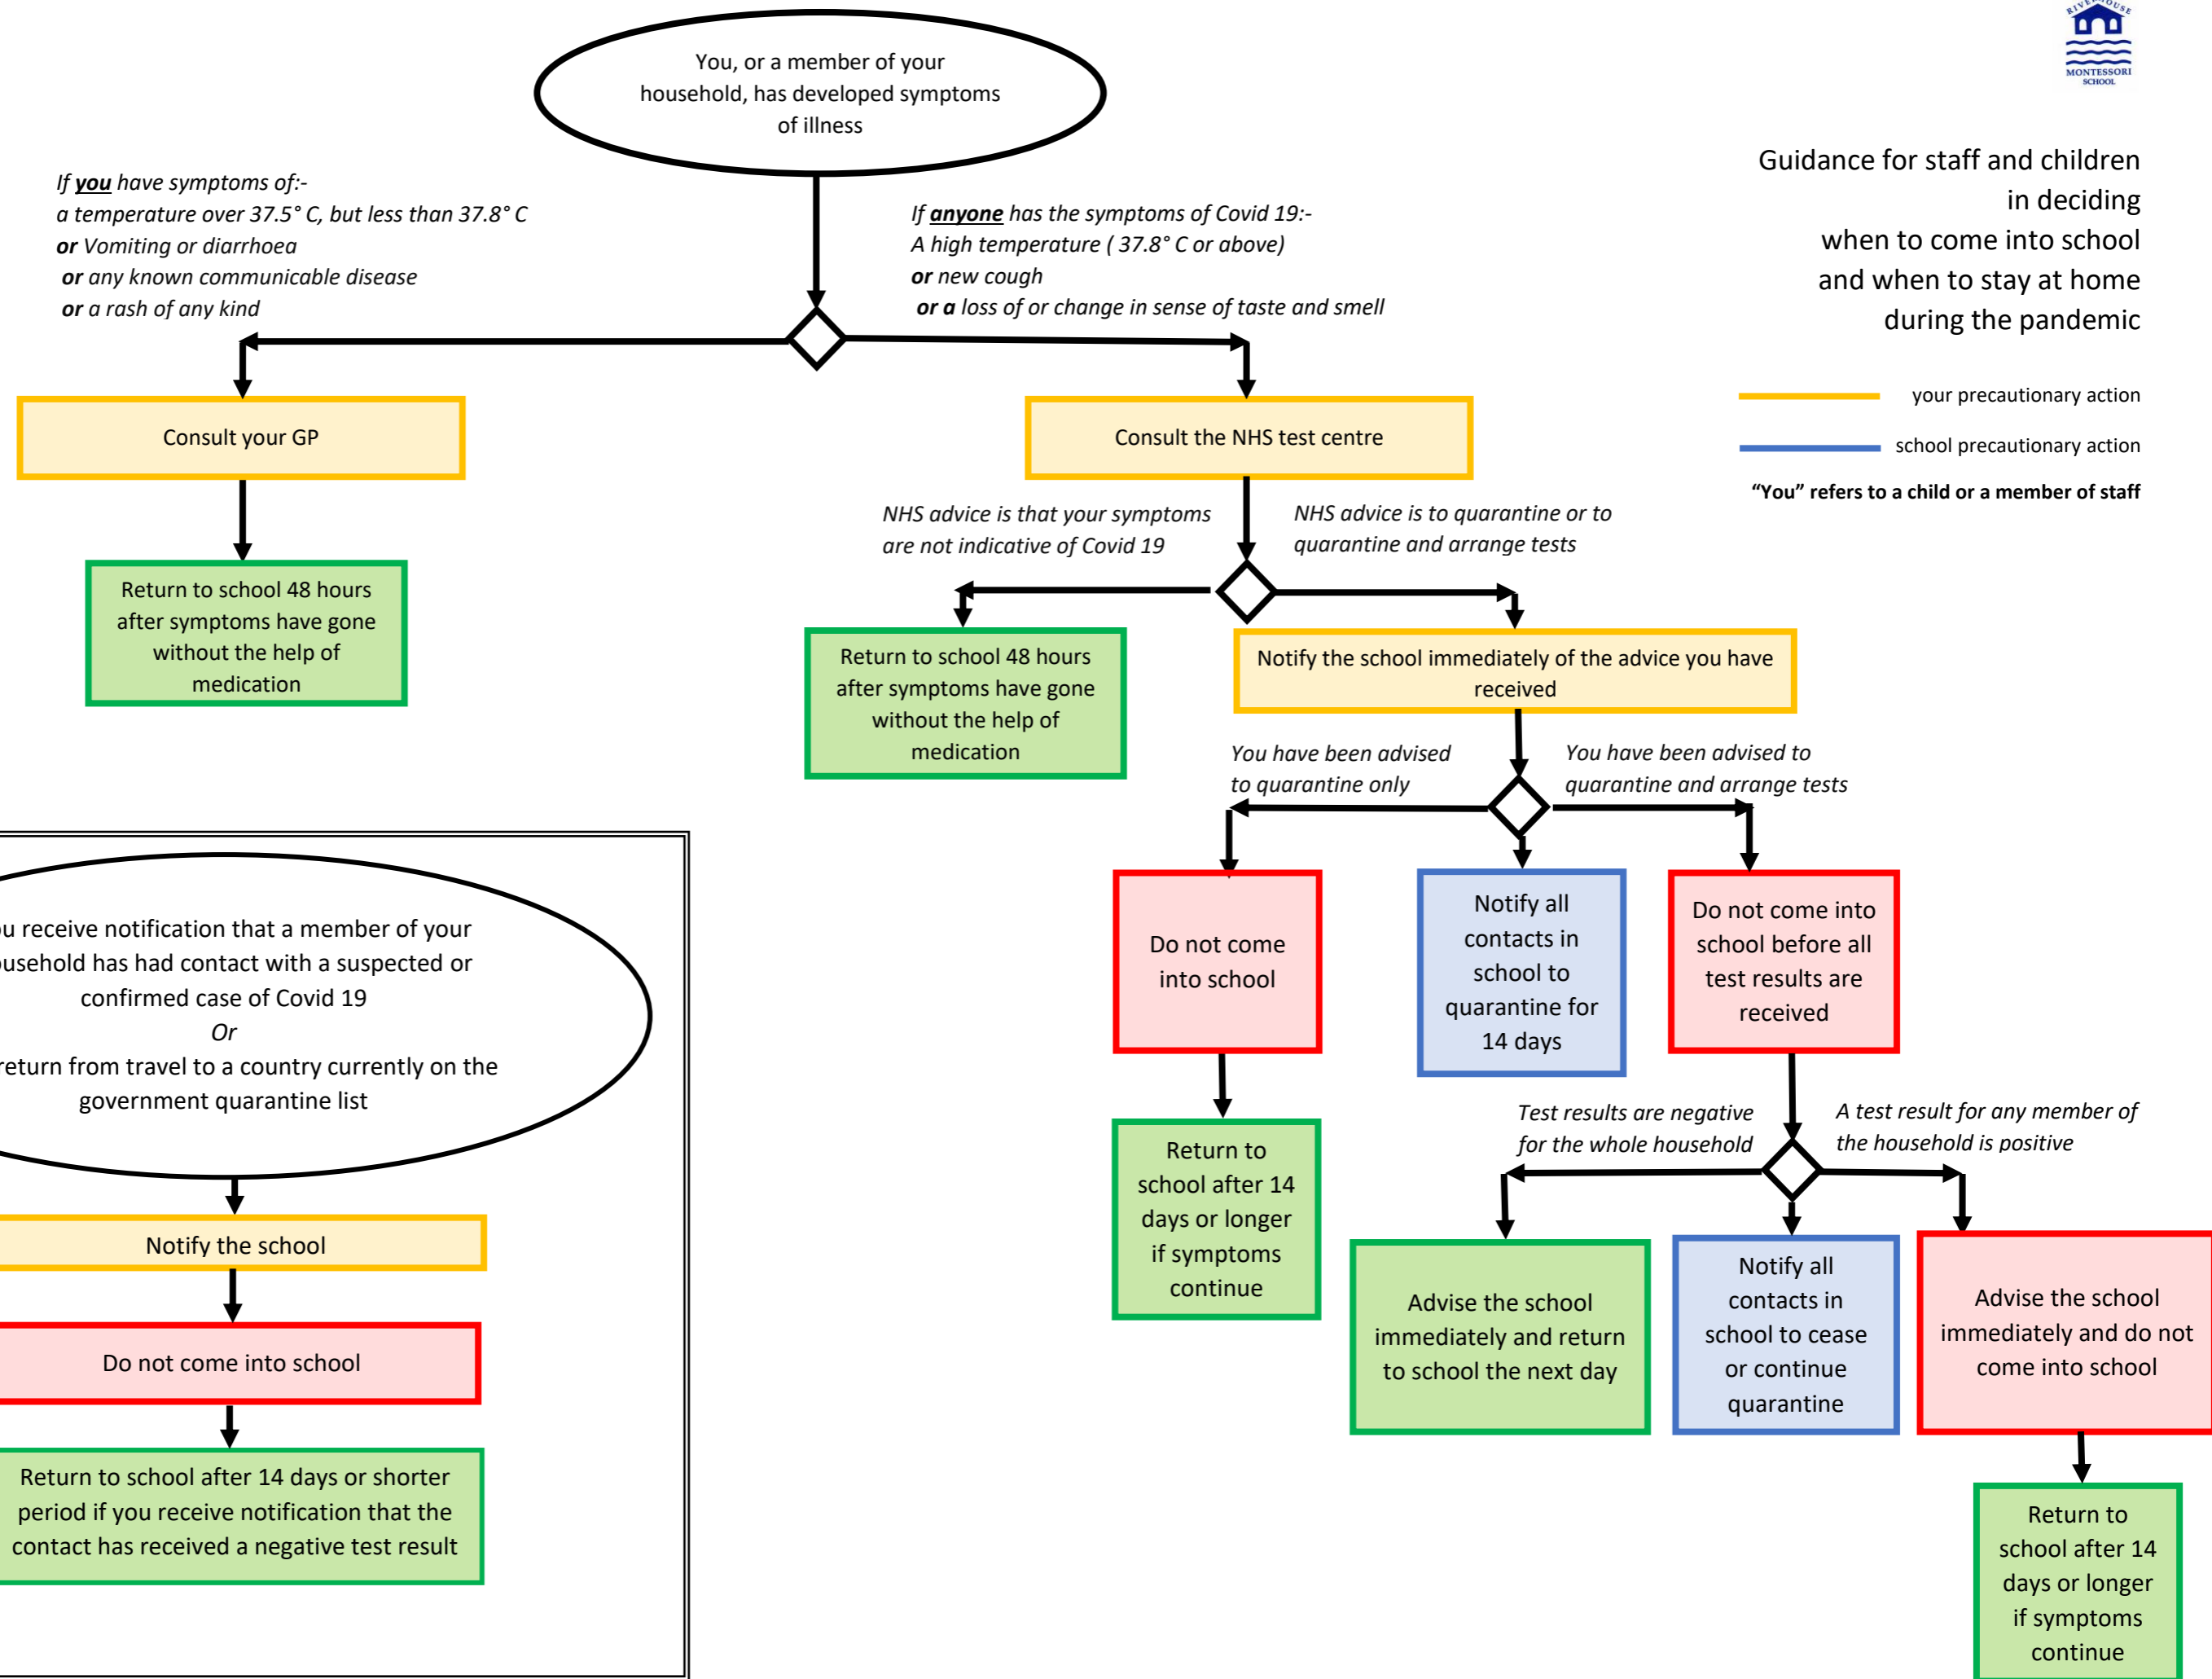 RIVERHOUSE
MONTESSORI
SCHOOL
You, or a member of your
household, has developed symptoms
of illness
Guidance for staff and children
in deciding
when to come into school
and when to stay at home
during the pandemic
your precautionary action
school precautionary action
“You” refers to a child or a member of staff
If you have symptoms of:-
a temperature over 37.5° C, but less than 37.8° C
or Vomiting or diarrhoea
or any known communicable disease
or a rash of any kind
If anyone has the symptoms of Covid 19:-
A high temperature ( 37.8° C or above)
or new cough
or a loss of or change in sense of taste and smell
Consult your GP
Consult the NHS test centre
Return to school 48 hours
after symptoms have gone
without the help of
medication
NHS advice is that your symptoms
are not indicative of Covid 19
NHS advice is to quarantine or to
quarantine and arrange tests
Return to school 48 hours
after symptoms have gone
without the help of
medication
Notify the school immediately of the advice you have
received
You have been advised
to quarantine only
You have been advised to
quarantine and arrange tests
Do not come
into school
Notify all
contacts in
school to
quarantine for
14 days
Do not come into
school before all
test results are
received
Return to
school after 14
days or longer
if symptoms
continue
Test results are negative
for the whole household
A test result for any member of
the household is positive
Advise the school
immediately and return
to school the next day
Notify all
contacts in
school to cease
or continue
quarantine
Advise the school
immediately and do not
come into school
Return to
school after 14
days or longer
if symptoms
continue
u receive notification that a member of your
usehold has had contact with a suspected or
confirmed case of Covid 19
Or
return from travel to a country currently on the
government quarantine list
Notify the school
Do not come into school
Return to school after 14 days or shorter
period if you receive notification that the
contact has received a negative test result